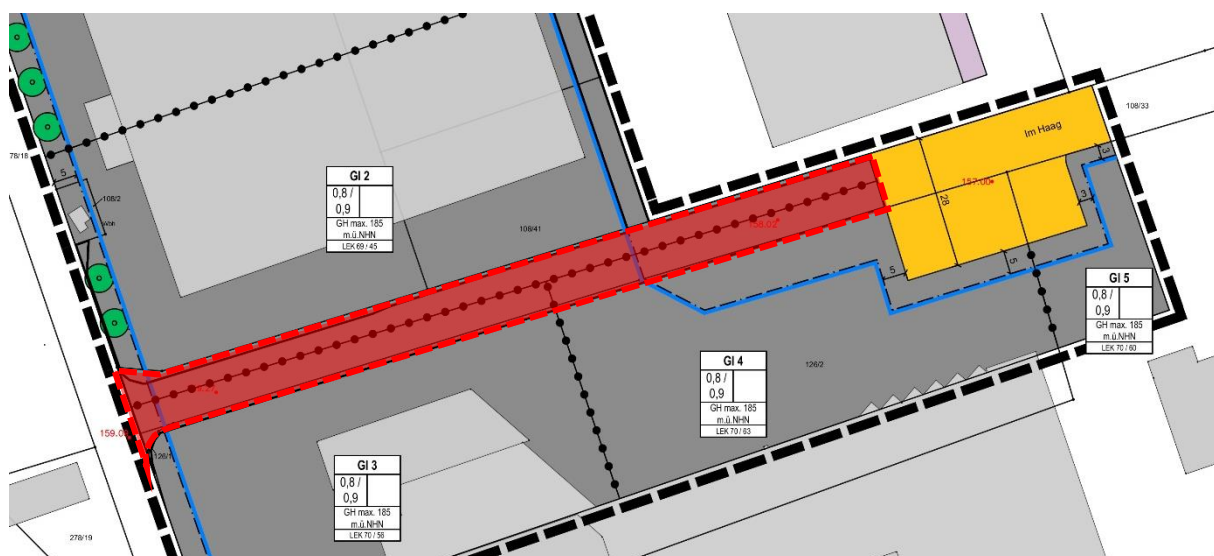 108/33
Im Haag
3
78/18
5
108/2
Wbh
GI 2
0,8 /
0,9
GH max. 185
m.ü.NHN
LEK 69 / 45
157.00
3
28
158.02
108/41
5
5
GI 5
0,8 /
0,9
GH max. 185
m.ü.NHN
LEK 70 / 60
GI 4
0,8 /
0,9
GH max. 185
m.ü.NHN
LEK 70 / 63
126/2
126/1
GI 3
0,8 /
0,9
GH max. 185
m.ü.NHN
LEK 70 / 56
278/19